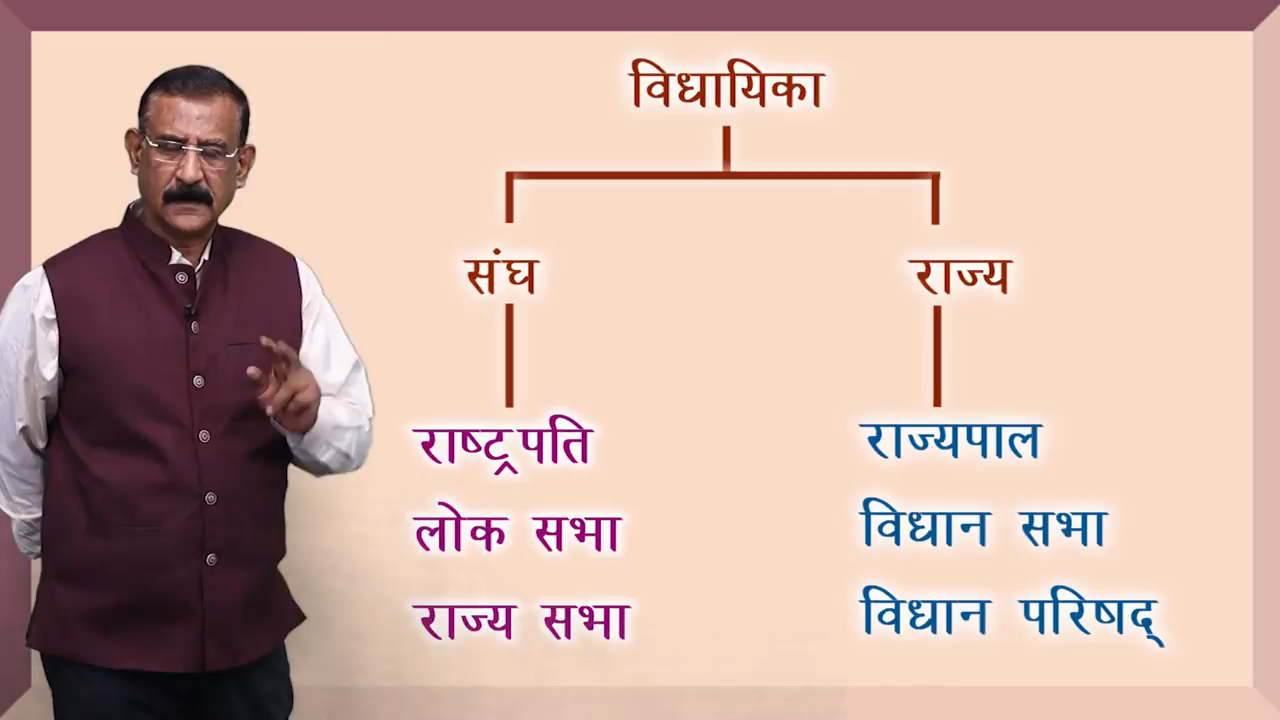 विधायिका
संघ
राज्य
राष्ट्रपति
लोक सभा
राज्य सभा
राज्यपाल
विधान सभा
विधान परिषद्